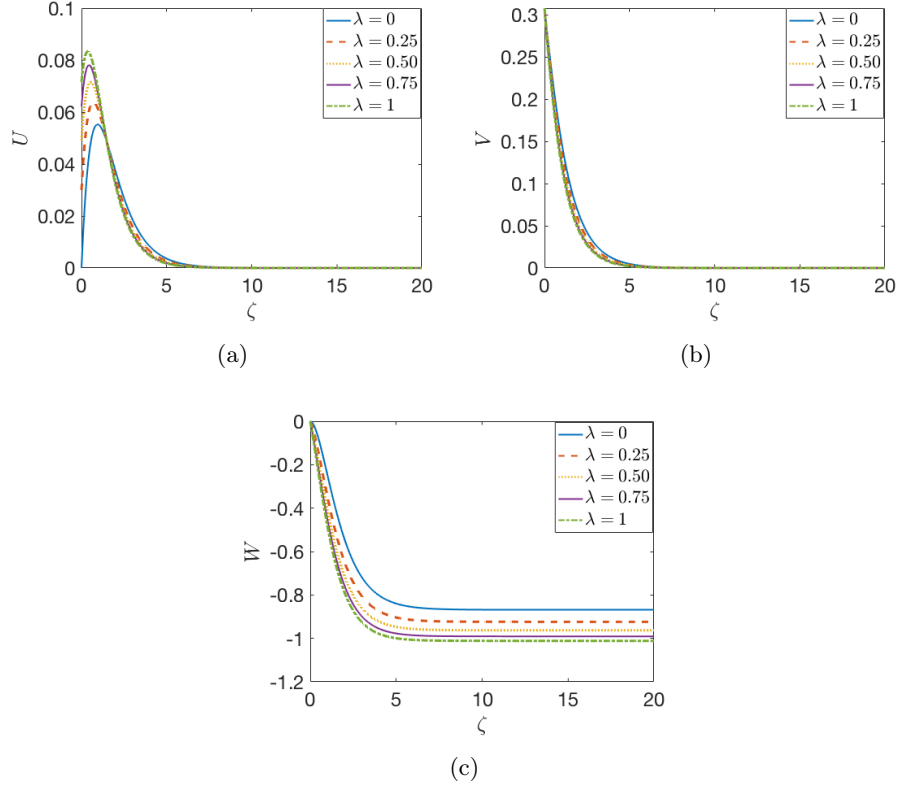 0.1
0.08
0.06
0.04
0.02
0
U
0 5 10 15 20
ζ
λ = 0
λ = 0.25
λ = 0.50
λ = 0.75
λ = 1
(a)
0.3
0.25
0.2
0.15
0.1
0.05
0
V
0 5 10 15 20
ζ
λ = 0
λ = 0.25
λ = 0.50
λ = 0.75
λ = 1
(b)
0
-0.2
-0.4
-0.6
-0.8
-1
-1.2
W
0 5 10 15 20
ζ
λ = 0
λ = 0.25
λ = 0.50
λ = 0.75
λ = 1
(c)